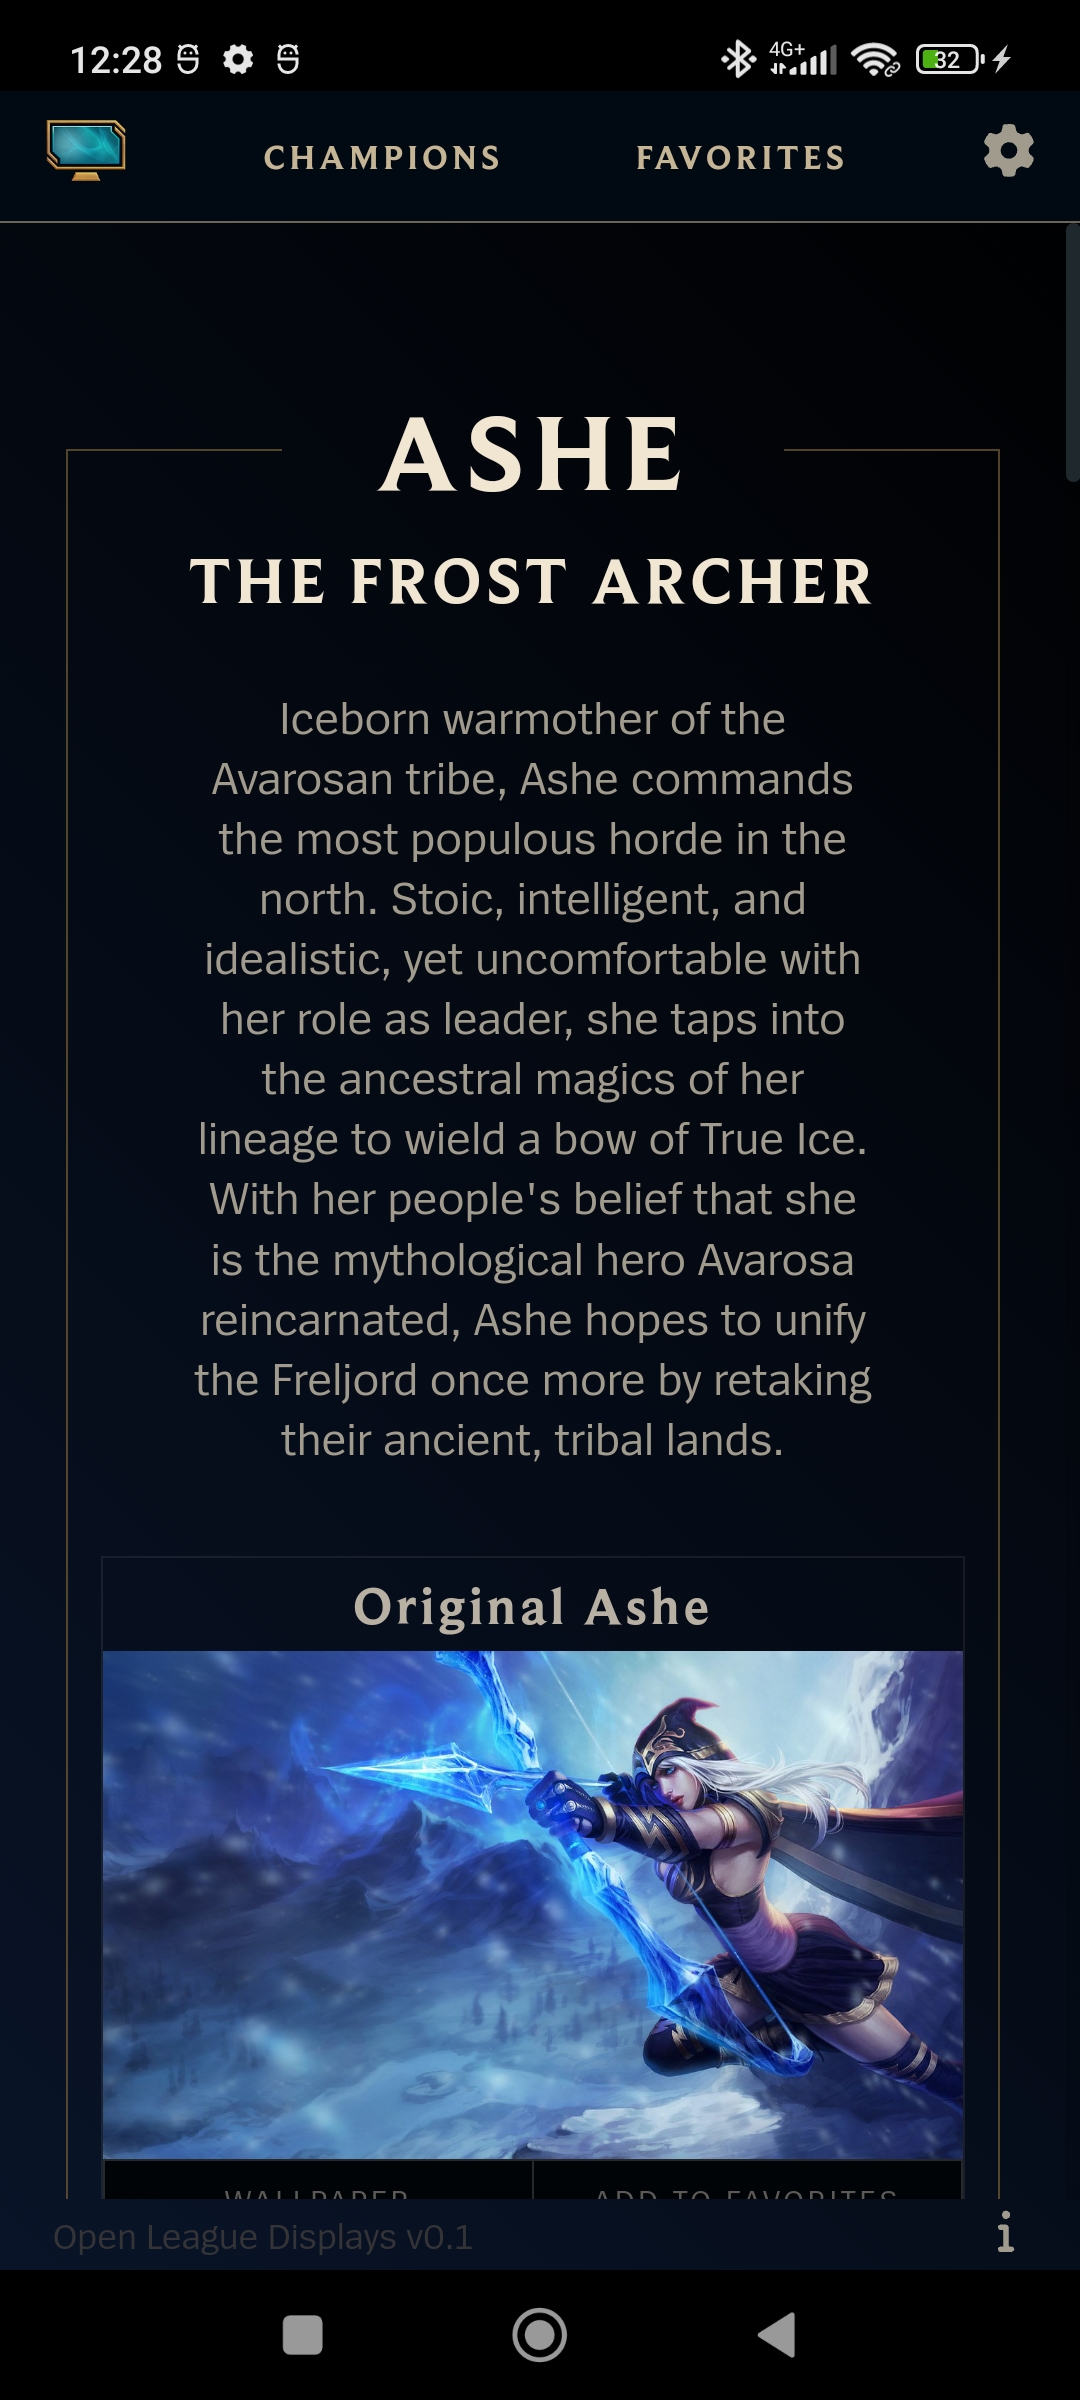 12:28
4G+
32
CHAMPIONS
FAVORITES
ASHE
THE FROST ARCHER
Iceborn warmother of the
Avarosan tribe, Ashe commands
the most populous horde in the
north. Stoic, intelligent, and
idealistic, yet uncomfortable with
her role as leader, she taps into
the ancestral magics of her
lineage to wield a bow of True Ice.
With her people's belief that she
is the mythological hero Avarosa
reincarnated, Ashe hopes to unify
the Freljord once more by retaking
their ancient, tribal lands.
Original Ashe
WALLPAPER
ADD TO FAVORITES
Open League Displays v0.1